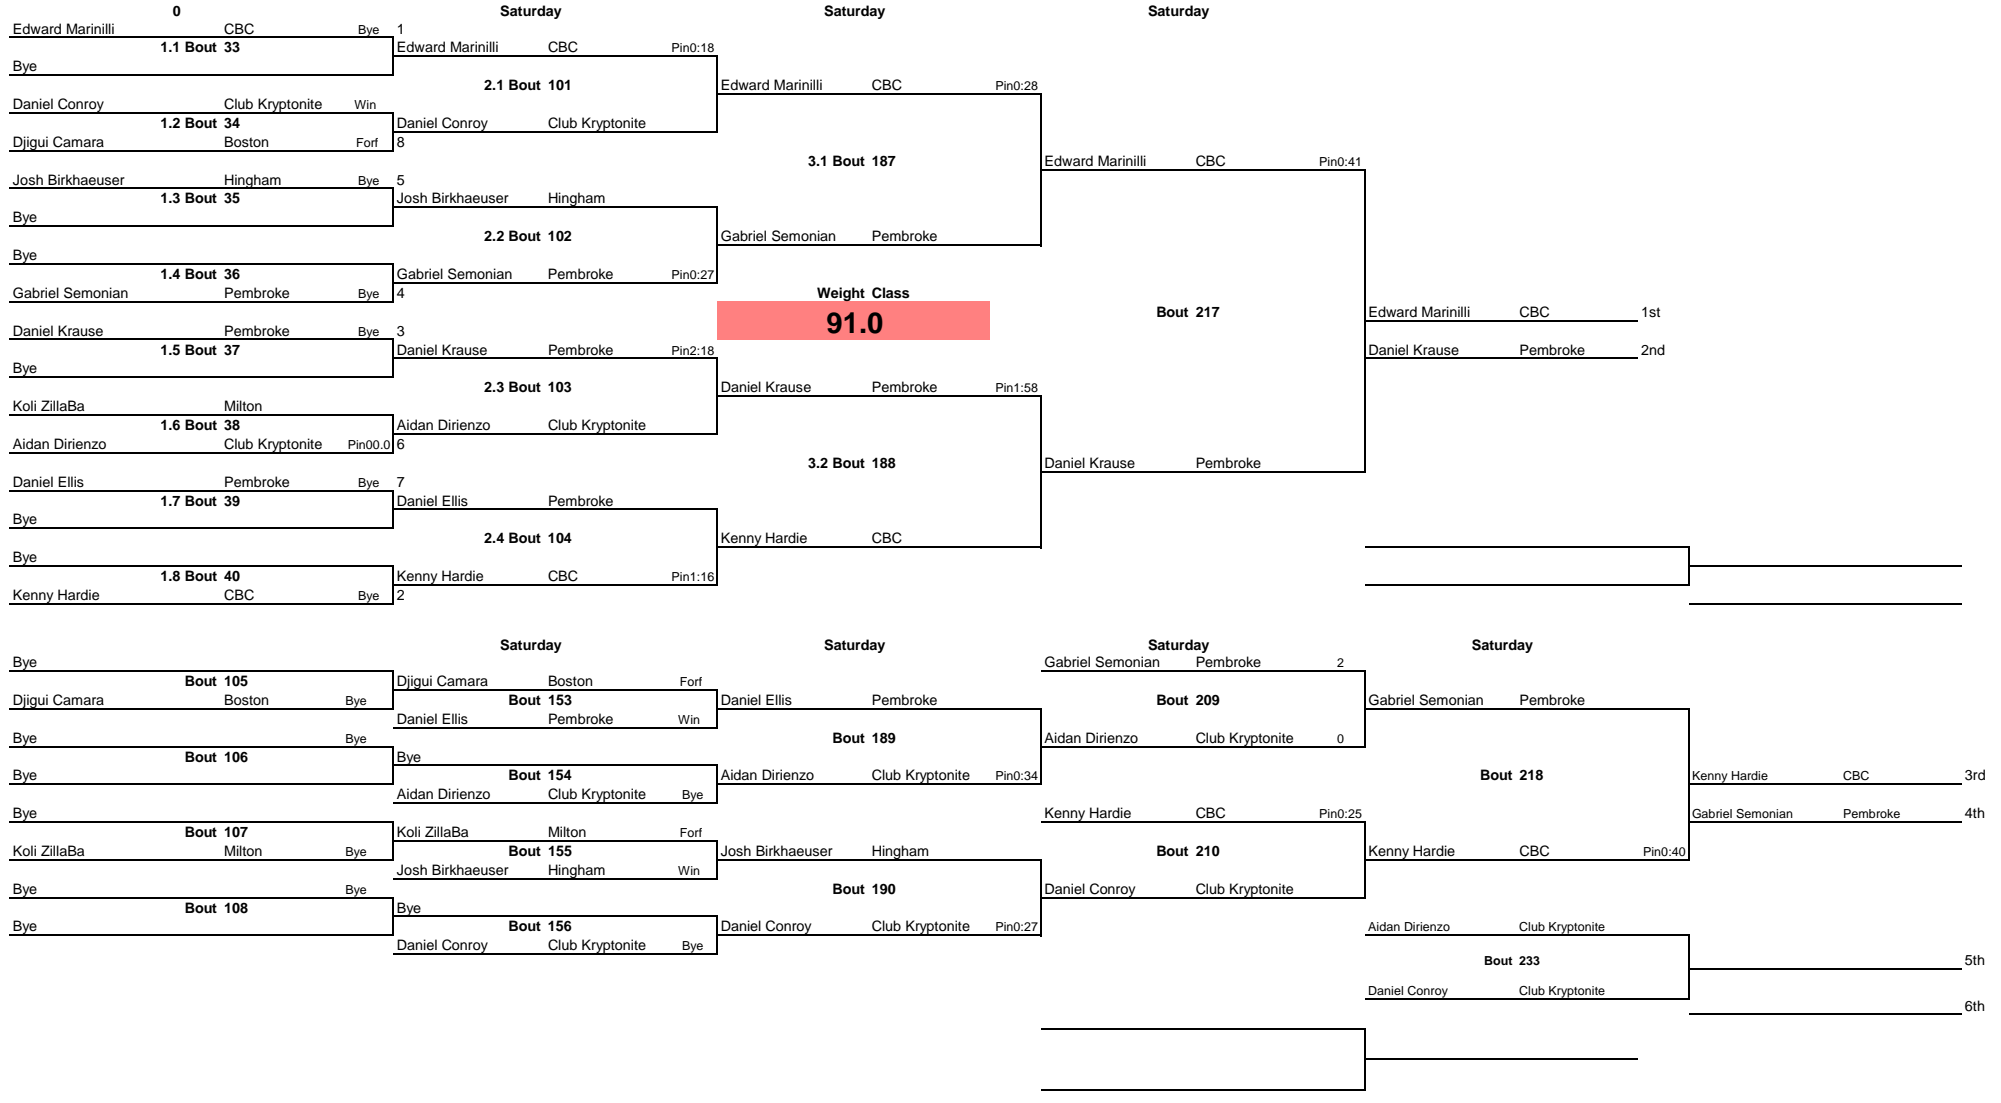 0 Saturday Saturday Saturday
Edward Marinilli CBC Bye 1
1.1 Bout 33 Edward Marinilli CBC Pin0:18
Bye
2.1 Bout 101 Edward Marinilli CBC Pin0:28
Daniel Conroy Club Kryptonite Win
1.2 Bout 34 Daniel Conroy Club Kryptonite
Djigui Camara Boston Forf 8
3.1 Bout 187 Edward Marinilli CBC Pin0:41
Josh Birkhaeuser Hingham Bye 5
1.3 Bout 35 Josh Birkhaeuser Hingham
Bye
2.2 Bout 102 Gabriel Semonian Pembroke
Bye
1.4 Bout 36 Gabriel Semonian Pembroke Pin0:27
Gabriel Semonian Pembroke Bye 4 Weight Class
Bout 217 Edward Marinilli CBC 1st
91.0
Daniel Krause Pembroke Bye 3
1.5 Bout 37 Daniel Krause Pembroke Pin2:18 Daniel Krause Pembroke 2nd
Bye
2.3 Bout 103 Daniel Krause Pembroke Pin1:58
Koli ZillaBa Milton
1.6 Bout 38 Aidan Dirienzo Club Kryptonite
Aidan Dirienzo Club Kryptonite Pin00.0 6
3.2 Bout 188 Daniel Krause Pembroke
Daniel Ellis Pembroke Bye 7
1.7 Bout 39 Daniel Ellis Pembroke
Bye
2.4 Bout 104 Kenny Hardie CBC
Bye
1.8 Bout 40 Kenny Hardie CBC Pin1:16
Kenny Hardie CBC Bye 2
Saturday Saturday Saturday Saturday
Bye Gabriel Semonian Pembroke 2
Bout 105 Djigui Camara Boston Forf
Djigui Camara Boston Bye Bout 153 Daniel Ellis Pembroke Bout 209 Gabriel Semonian Pembroke
Daniel Ellis Pembroke Win
Bye Bye Bout 189 Aidan Dirienzo Club Kryptonite 0
Bout 106 Bye
Bye Bout 154 Aidan Dirienzo Club Kryptonite Pin0:34 Bout 218 Kenny Hardie CBC 3rd
Aidan Dirienzo Club Kryptonite Bye
Bye Kenny Hardie CBC Pin0:25 Gabriel Semonian Pembroke 4th
Bout 107 Koli ZillaBa Milton Forf
Koli ZillaBa Milton Bye Bout 155 Josh Birkhaeuser Hingham Bout 210 Kenny Hardie CBC Pin0:40
Josh Birkhaeuser Hingham Win
Bye Bye Bout 190 Daniel Conroy Club Kryptonite
Bout 108 Bye
Bye Bout 156 Daniel Conroy Club Kryptonite Pin0:27 Aidan Dirienzo Club Kryptonite
Daniel Conroy Club Kryptonite Bye
Bout 233 5th
Daniel Conroy Club Kryptonite
6th